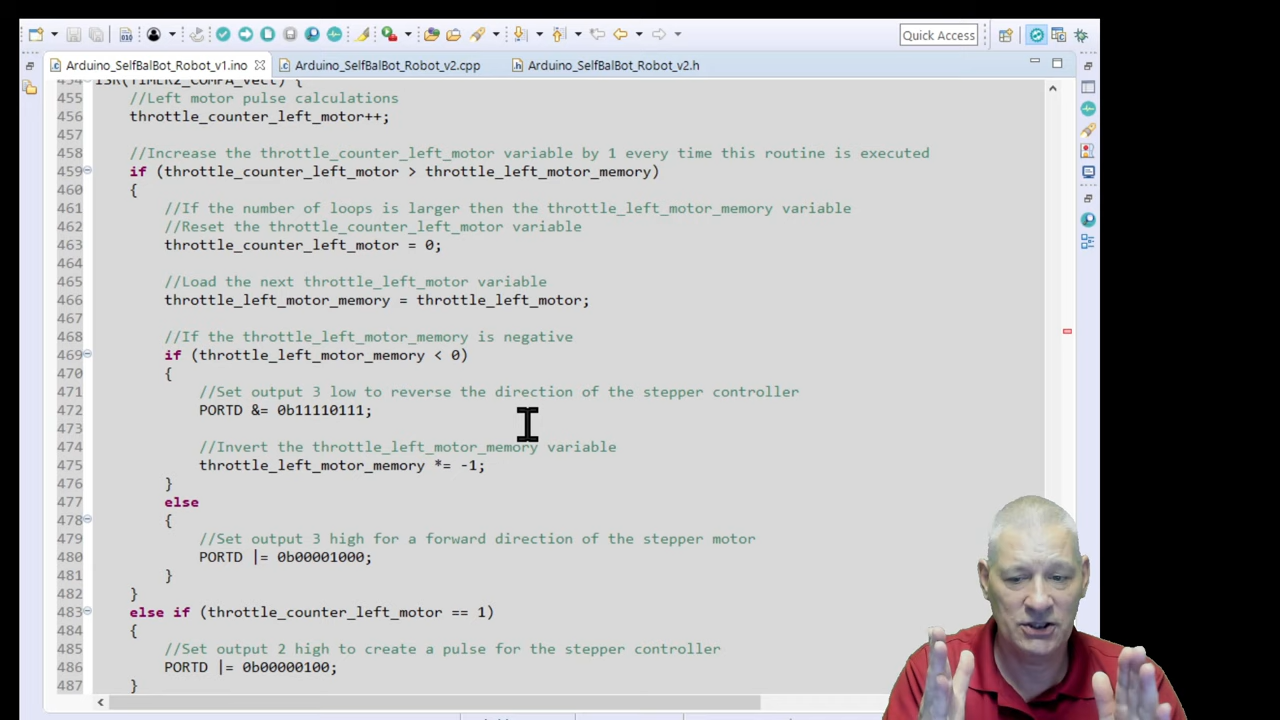 Quick Access
Arduino_SelfBalBot_Robot_v1.ino
Arduino_SelfBalBot_Robot_v2.cpp
Arduino_SelfBalBot_Robot_v2.h
454 ISR(TIMER2_COMPA_vect) {
455 //Left motor pulse calculations
456 throttle_counter_left_motor++;
457
458 //Increase the throttle_counter_left_motor variable by 1 every time this routine is executed
459 if (throttle_counter_left_motor > throttle_left_motor_memory)
460 {
461 //If the number of loops is larger then the throttle_left_motor_memory variable
462 //Reset the throttle_counter_left_motor variable
463 throttle_counter_left_motor = 0;
464
465 //Load the next throttle_left_motor variable
466 throttle_left_motor_memory = throttle_left_motor;
467
468 //If the throttle_left_motor_memory is negative
469 if (throttle_left_motor_memory < 0)
470 {
471 //Set output 3 low to reverse the direction of the stepper controller
472 PORTD &= 0b11110111;
473
474 //Invert the throttle_left_motor_memory variable
475 throttle_left_motor_memory *= -1;
476 }
477 else
478 {
479 //Set output 3 high for a forward direction of the stepper motor
480 PORTD |= 0b00001000;
481 }
482 }
483 else if (throttle_counter_left_motor == 1)
484 {
485 //Set output 2 high to create a pulse for the stepper controller
486 PORTD |= 0b00000100;
487 }